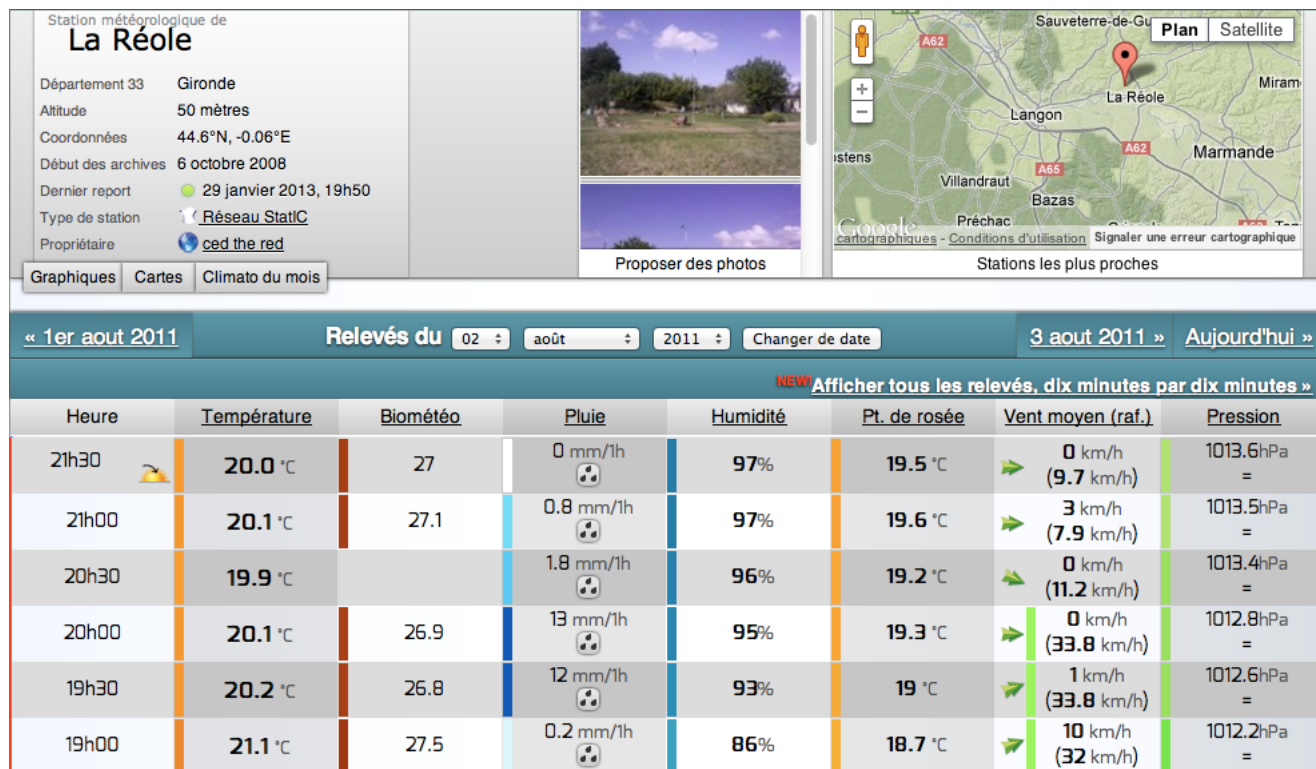 Station météorologique de
La Réole
Département 33 Gironde
Altitude 50 mètres
Coordonnées 44.6°N, -0.06°E
Début des archives 6 octobre 2008
Dernier report 29 janvier 2013, 19h50
Type de station Réseau StatIC
Propriétaire ced the red
Graphiques Cartes Climato du mois
Proposer des photos
Sauveterre-de-Gu
Plan Satellite
A62
Miram
La Réole
Langon
A62
Marmande
ostens
A65
Villandraut
Bazas
Préchac
Google
cartographiques - Conditions d'utilisation Signaler une erreur cartographique
Stations les plus proches
« 1er aout 2011 Relevés du 02 août 2011 Changer de date 3 aout 2011 » Aujourd'hui »
NEW! Afficher tous les relevés, dix minutes par dix minutes »
Heure Température Biométéo Pluie Humidité Pt. de rosée Vent moyen (raf.) Pression
21h30 20.0 °C 27 0 mm/1h 97% 19.5 °C 0 km/h (9.7 km/h) 1013.6hPa =
21h00 20.1 °C 27.1 0.8 mm/1h 97% 19.6 °C 3 km/h (7.9 km/h) 1013.5hPa =
20h30 19.9 °C 1.8 mm/1h 96% 19.2 °C 0 km/h (11.2 km/h) 1013.4hPa =
20h00 20.1 °C 26.9 13 mm/1h 95% 19.3 °C 0 km/h (33.8 km/h) 1012.8hPa =
19h30 20.2 °C 26.8 12 mm/1h 93% 19 °C 1 km/h (33.8 km/h) 1012.6hPa =
19h00 21.1 °C 27.5 0.2 mm/1h 86% 18.7 °C 10 km/h (32 km/h) 1012.2hPa =